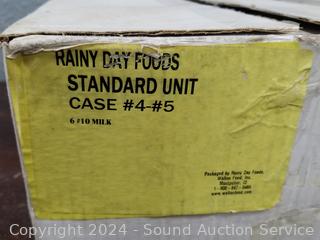 RAINY DAY FOODS
STANDARD UNIT
CASE #4-#5
6 #10 MILK
Packaged by Rainy Day Foods,
Walton Feed, Inc.
Montpelier, ID
www.waltonfeed.com
Copyright 2024 - Sound Auction Service